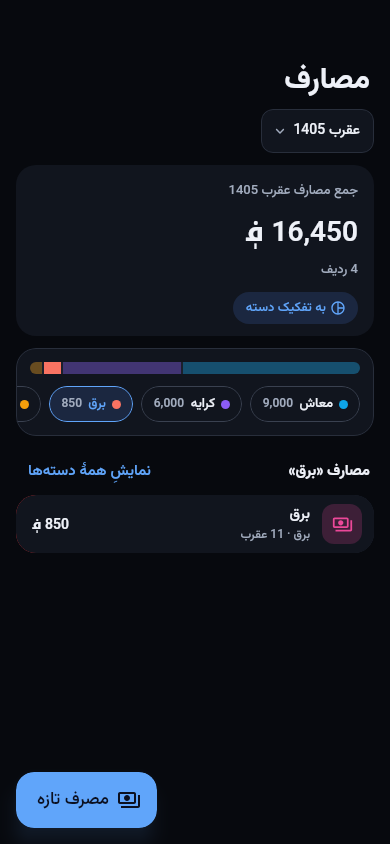 مصارف
عقرب 1405
جمع مصارف عقرب 1405
16,450 ؋
4 ردیف
به تفکیک دسته
معاش 9,000
کرایه 6,000
برق 850
مصارف «برق»
نمایشِ همهٔ دسته‌ها
برق
برق · 11 عقرب
850 ؋
مصرف تازه